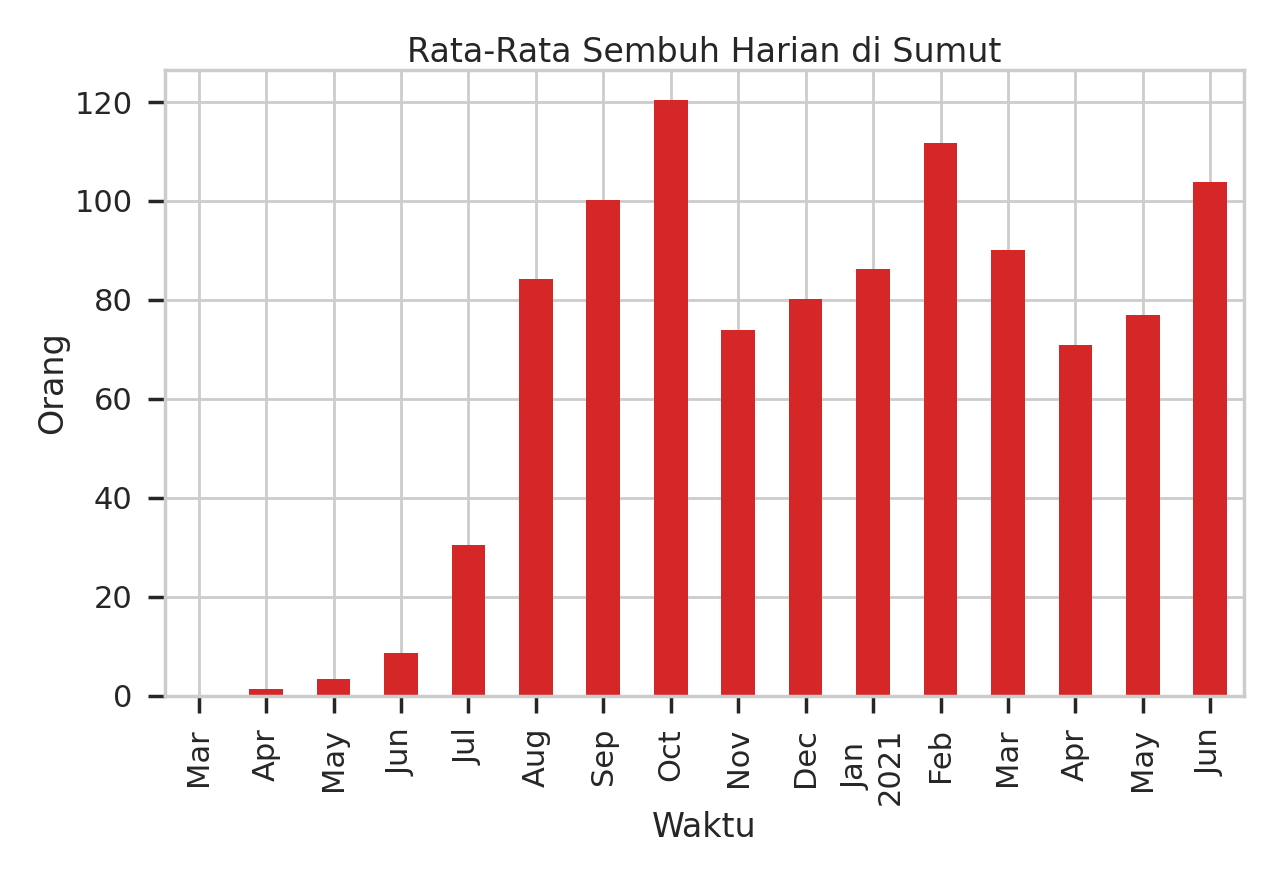 Rata-Rata Sembuh Harian di Sumut
120
100
80
60
40
20
0
Orang
Mar
Apr
May
Jun
Jul
Aug
Sep
Oct
Nov
Dec
Jan
2021
Feb
Mar
Apr
May
Jun
Waktu